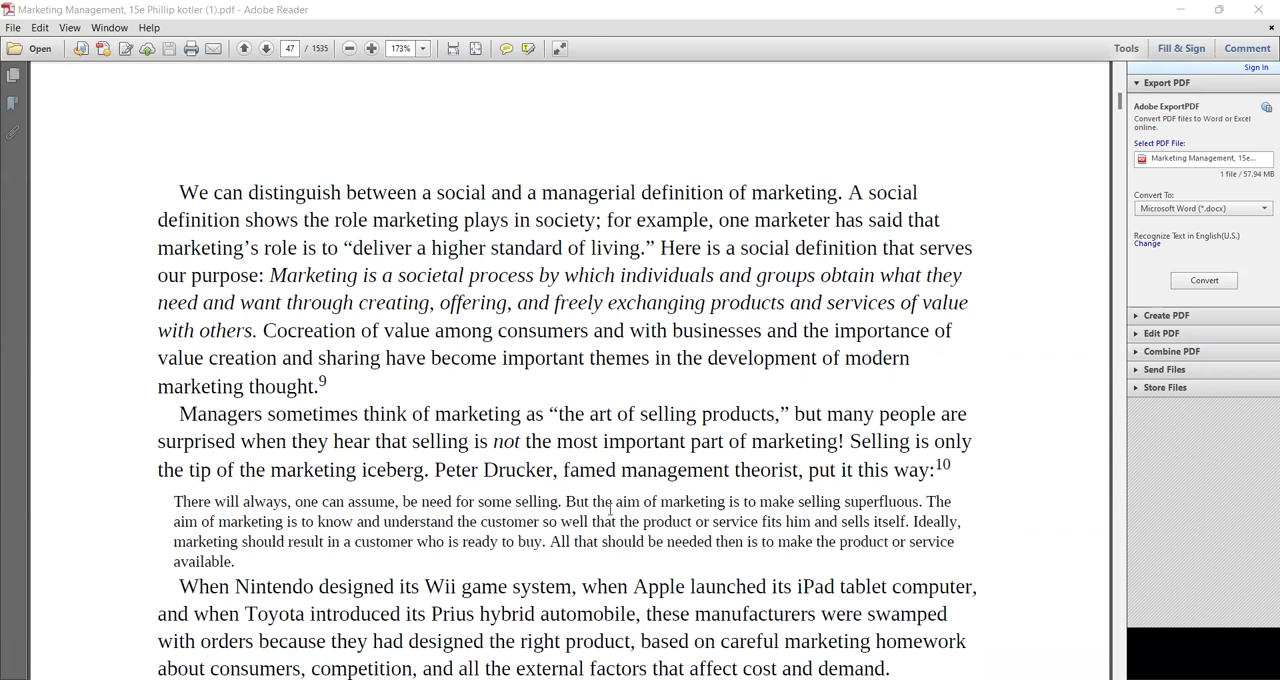 Marketing Management, 15e Phillip kotler (1).pdf - Adobe Reader
File Edit View Window Help
Open 47 / 1535 173% Tools Fill & Sign Comment
Sign In
Export PDF
Adobe ExportPDF
Convert PDF files to Word or Excel
online.
Select PDF File:
Marketing Management, 15e...
1 file / 57.94 MB
Convert To:
Microsoft Word (*.docx)
Recognize Text in English(U.S.)
Change
Convert
Create PDF
Edit PDF
Combine PDF
Send Files
Store Files
We can distinguish between a social and a managerial definition of marketing. A social
definition shows the role marketing plays in society; for example, one marketer has said that
marketing’s role is to “deliver a higher standard of living.” Here is a social definition that serves
our purpose: Marketing is a societal process by which individuals and groups obtain what they
need and want through creating, offering, and freely exchanging products and services of value
with others. Cocreation of value among consumers and with businesses and the importance of
value creation and sharing have become important themes in the development of modern
marketing thought.9
Managers sometimes think of marketing as “the art of selling products,” but many people are
surprised when they hear that selling is not the most important part of marketing! Selling is only
the tip of the marketing iceberg. Peter Drucker, famed management theorist, put it this way:10
There will always, one can assume, be need for some selling. But the aim of marketing is to make selling superfluous. The
aim of marketing is to know and understand the customer so well that the product or service fits him and sells itself. Ideally,
marketing should result in a customer who is ready to buy. All that should be needed then is to make the product or service
available.
When Nintendo designed its Wii game system, when Apple launched its iPad tablet computer,
and when Toyota introduced its Prius hybrid automobile, these manufacturers were swamped
with orders because they had designed the right product, based on careful marketing homework
about consumers, competition, and all the external factors that affect cost and demand.